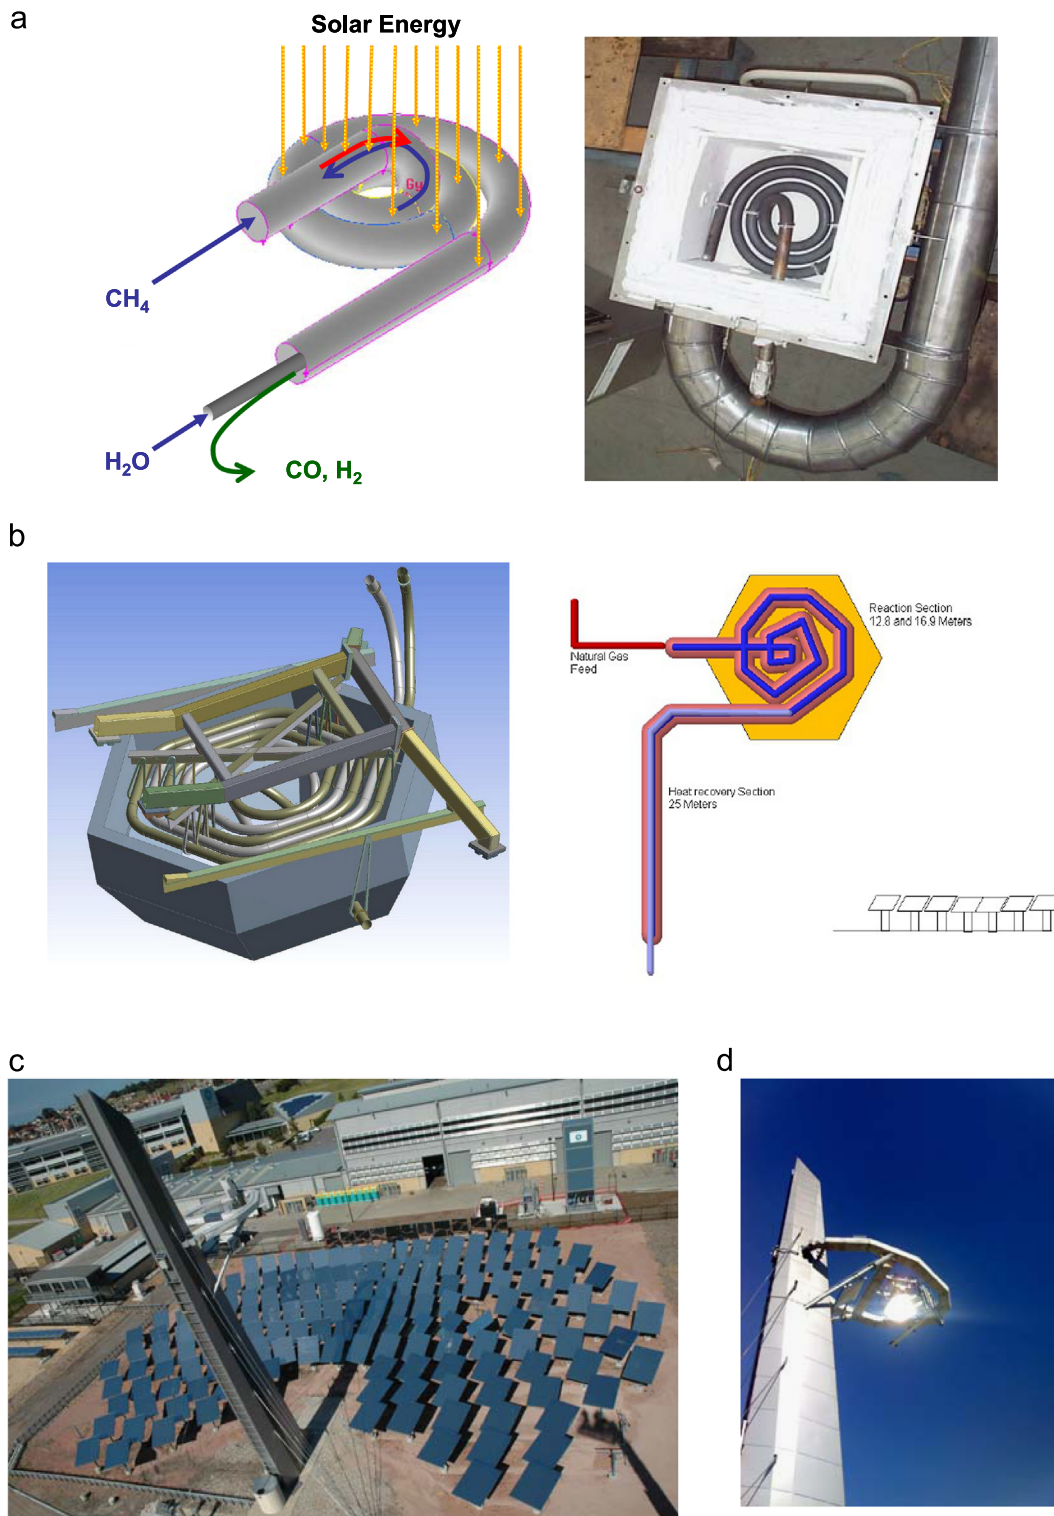 a
Solar Energy
Gy
CH₄
H₂O
CO, H₂
b
Reaction Section
12.8 and 16.9 Meters
Natural Gas
Feed
Heat recovery Section
25 Meters
c
d